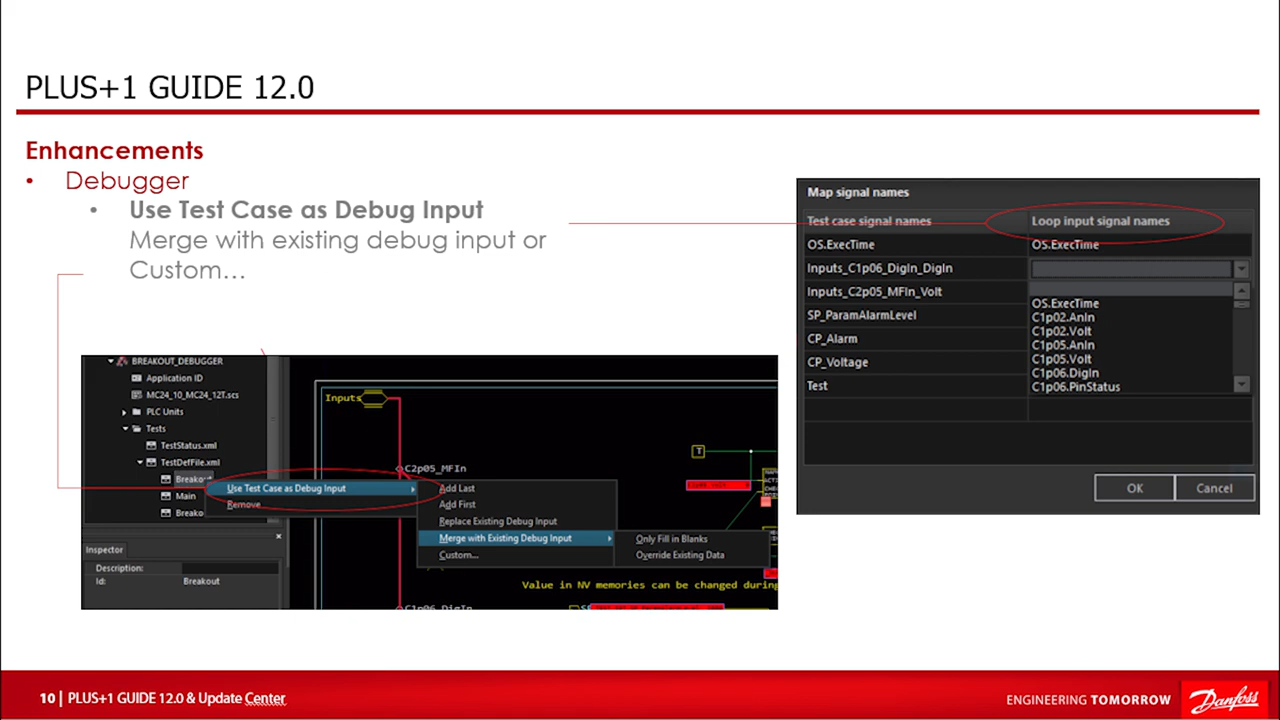 PLUS+1 GUIDE 12.0
Enhancements
• Debugger
• Use Test Case as Debug Input
Merge with existing debug input or
Custom…
Map signal names
Test case signal names Loop input signal names
OS.ExecTime OS.ExecTime
Inputs_C1p06_DigIn_DigIn
Inputs_C2p05_MFIn_Volt
SP_ParamAlarmLevel
CP_Alarm
CP_Voltage
Test
OS.ExecTime
C1p02.AnIn
C1p02.Volt
C1p05.AnIn
C1p05.Volt
C1p06.DigIn
C1p06.PinStatus
OK Cancel
BREAKOUT_DEBUGGER
Application ID
MC24_10_MC24_12T.scs
PLC Units
Tests
TestStatus.xml
TestDefFile.xml
Breakou
Main
Breako
Use Test Case as Debug Input
Remove
Add Last
Add First
Replace Existing Debug Input
Merge with Existing Debug Input
Custom...
Only Fill in Blanks
Override Existing Data
Inputs
C2p05_MFIn
T
Value in NV memories can be changed during
C1p06_DigIn
Inspector
Description:
Id: Breakout
10 | PLUS+1 GUIDE 12.0 & Update Center
ENGINEERING TOMORROW
Danfoss